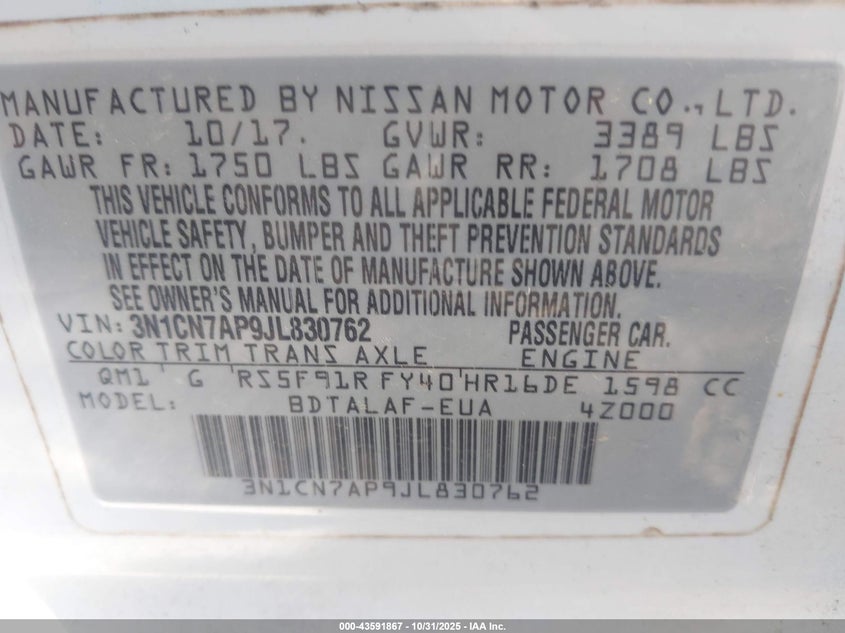 MANUFACTURED BY NISSAN MOTOR CO., LTD.
DATE: 10/17. GVWR: 3389 LBS
GAWR FR: 1750 LBS GAWR RR: 1708 LBS
THIS VEHICLE CONFORMS TO ALL APPLICABLE FEDERAL MOTOR
VEHICLE SAFETY, BUMPER AND THEFT PREVENTION STANDARDS
IN EFFECT ON THE DATE OF MANUFACTURE SHOWN ABOVE.
SEE OWNER'S MANUAL FOR ADDITIONAL INFORMATION.
VIN: 3N1CN7AP9JL830762 PASSENGER CAR.
COLOR TRIM TRANS AXLE ENGINE
QM1 G RS5F91R FY40 HR16DE 1598 CC
MODEL: BDTALAF-EUA 4Z000
3N1CN7AP9JL830762
000-43591867 | 10/31/2025 - IAA Inc.